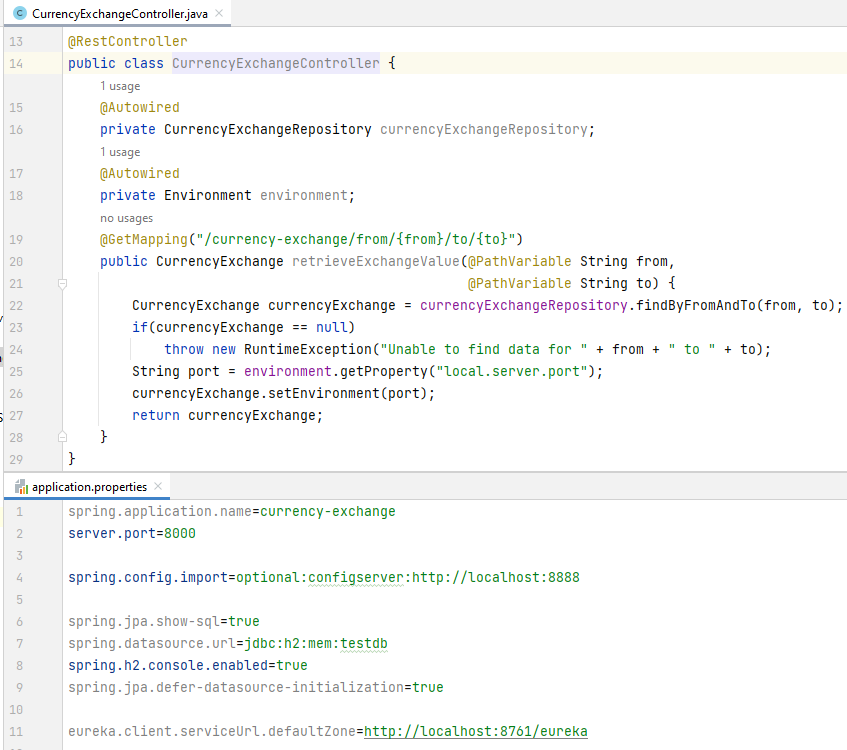 CurrencyExchangeController.java
13 @RestController
14 public class CurrencyExchangeController {
1 usage
15 @Autowired
16 private CurrencyExchangeRepository currencyExchangeRepository;
1 usage
17 @Autowired
18 private Environment environment;
no usages
19 @GetMapping("/currency-exchange/from/{from}/to/{to}")
20 public CurrencyExchange retrieveExchangeValue(@PathVariable String from,
21 @PathVariable String to) {
22 CurrencyExchange currencyExchange = currencyExchangeRepository.findByFromAndTo(from, to);
23 if(currencyExchange == null)
24 throw new RuntimeException("Unable to find data for " + from + " to " + to);
25 String port = environment.getProperty("local.server.port");
26 currencyExchange.setEnvironment(port);
27 return currencyExchange;
28 }
29 }
application.properties
1 spring.application.name=currency-exchange
2 server.port=8000
3
4 spring.config.import=optional:configserver:http://localhost:8888
5
6 spring.jpa.show-sql=true
7 spring.datasource.url=jdbc:h2:mem:testdb
8 spring.h2.console.enabled=true
9 spring.jpa.defer-datasource-initialization=true
10
11 eureka.client.serviceUrl.defaultZone=http://localhost:8761/eureka